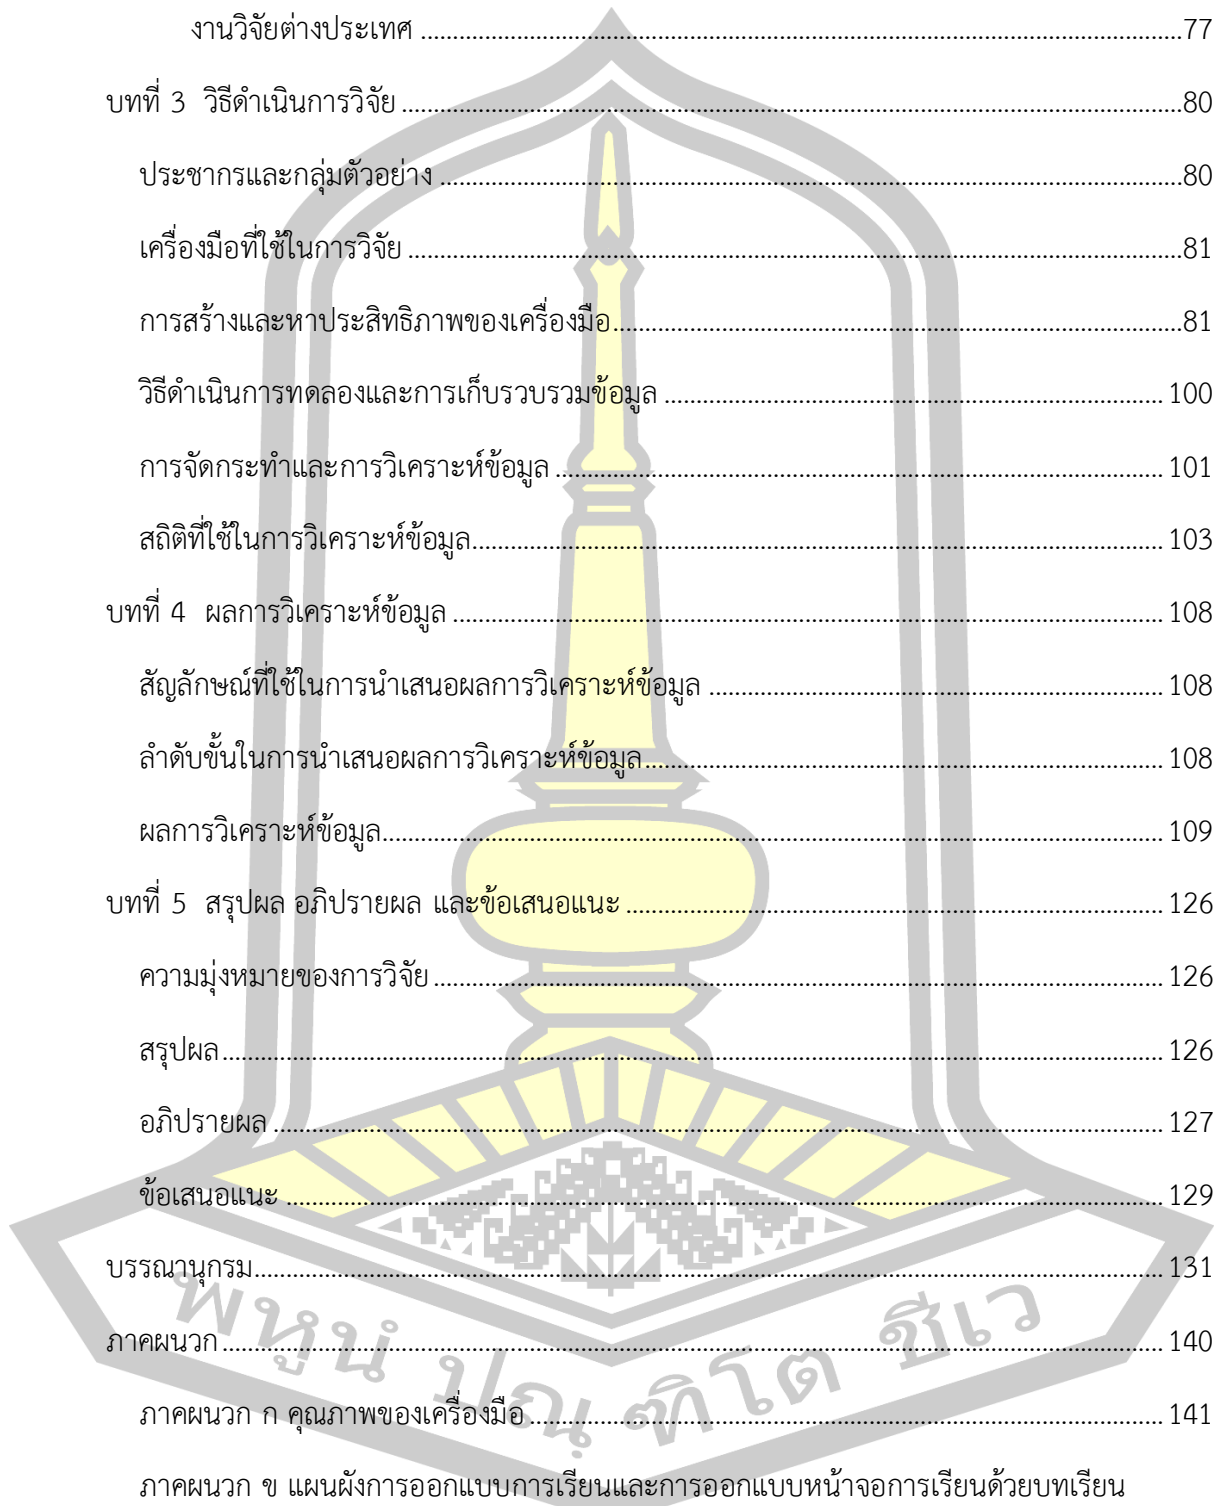 งานวิจัยต่างประเทศ ........................................................................................................................77
บทที่ 3 วิธีดำเนินการวิจัย ........................................................................................................................80
ประชากรและกลุ่มตัวอย่าง ........................................................................................................................80
เครื่องมือที่ใช้ในการวิจัย ........................................................................................................................81
การสร้างและหาประสิทธิภาพของเครื่องมือ........................................................................................81
วิธีดำเนินการทดลองและการเก็บรวบรวมข้อมูล ................................................................................ 100
การจัดกระทำและการวิเคราะห์ข้อมูล ................................................................................................ 101
สถิติที่ใช้ในการวิเคราะห์ข้อมูล............................................................................................................ 103
บทที่ 4 ผลการวิเคราะห์ข้อมูล ................................................................................................................ 108
สัญลักษณ์ที่ใช้ในการนำเสนอผลการวิเคราะห์ข้อมูล ........................................................................ 108
ลำดับขั้นในการนำเสนอผลการวิเคราะห์ข้อมูล.................................................................................. 108
ผลการวิเคราะห์ข้อมูล........................................................................................................................ 109
บทที่ 5 สรุปผล อภิปรายผล และข้อเสนอแนะ .................................................................................... 126
ความมุ่งหมายของการวิจัย ................................................................................................................ 126
สรุปผล ................................................................................................................................................ 126
อภิปรายผล ........................................................................................................................................ 127
ข้อเสนอแนะ ...................................................................................................................................... 129
บรรณานุกรม........................................................................................................................................ 131
ภาคผนวก ............................................................................................................................................ 140
ภาคผนวก ก คุณภาพของเครื่องมือ .................................................................................................... 141
ภาคผนวก ข แผนผังการออกแบบการเรียนและการออกแบบหน้าจอการเรียนด้วยบทเรียน
พหูนํ ปณฺฑิโต ชีเว